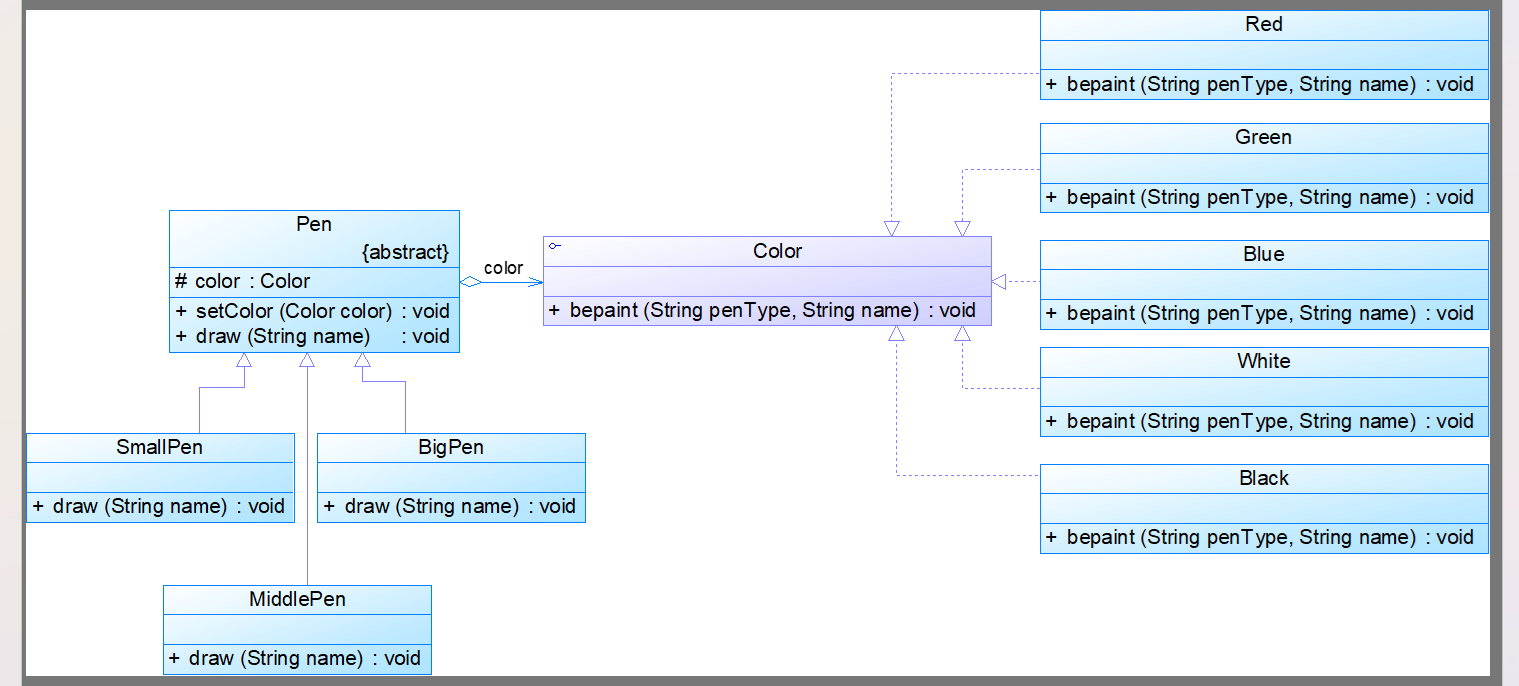 Pen
{abstract}
# color : Color
+ setColor (Color color) : void
+ draw (String name) : void
color
Color
+ bepaint (String penType, String name) : void
Red
+ bepaint (String penType, String name) : void
Green
+ bepaint (String penType, String name) : void
Blue
+ bepaint (String penType, String name) : void
White
+ bepaint (String penType, String name) : void
Black
+ bepaint (String penType, String name) : void
SmallPen
+ draw (String name) : void
BigPen
+ draw (String name) : void
MiddlePen
+ draw (String name) : void